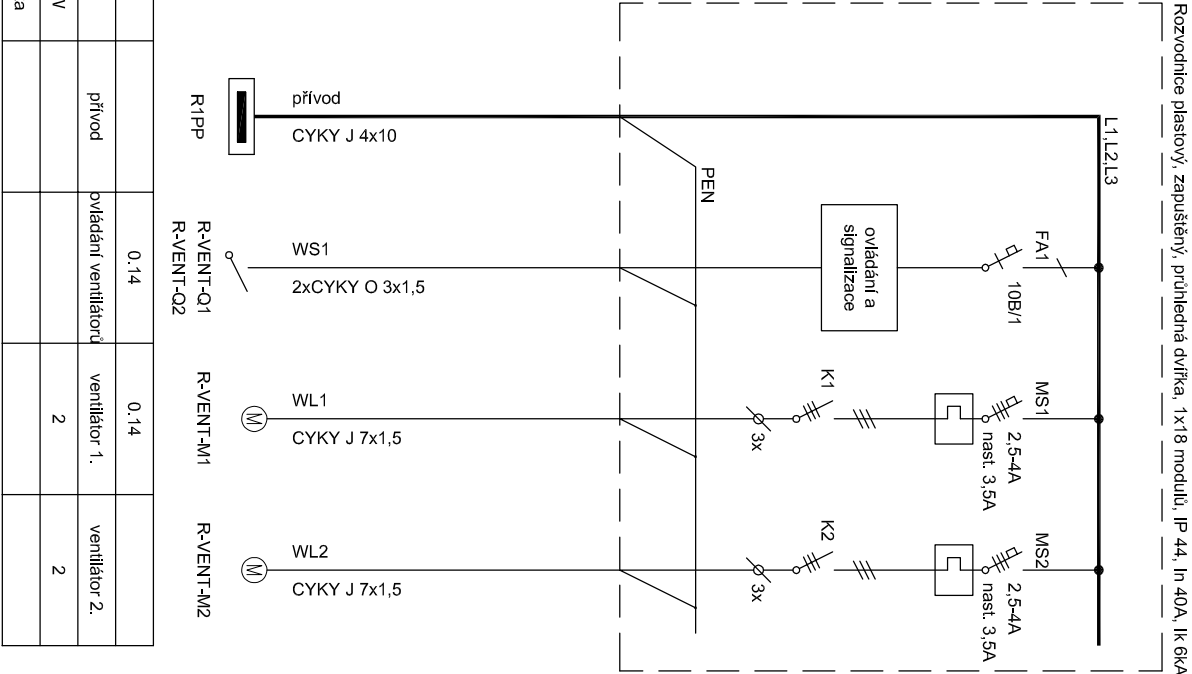 Rozvodnice plastový, zapuštěný, průhledná dvířka, 1x18 modulů, IP 44, In 40A, Ik 6kA
L1,L2,L3
PEN
FA1
10B/1
MS1
2,5-4A
nast. 3,5A
MS2
2,5-4A
nast. 3,5A
ovládání a
signalizace
K1
3x
K2
3x
přívod
CYKY J 4x10
WS1
2xCYKY O 3x1,5
WL1
CYKY J 7x1,5
WL2
CYKY J 7x1,5
R1PP
R-VENT-Q1
R-VENT-Q2
M
R-VENT-M1
M
R-VENT-M2
0.14
0.14
přívod
ovládání ventilátorů
ventilátor 1.
ventilátor 2.
2
2